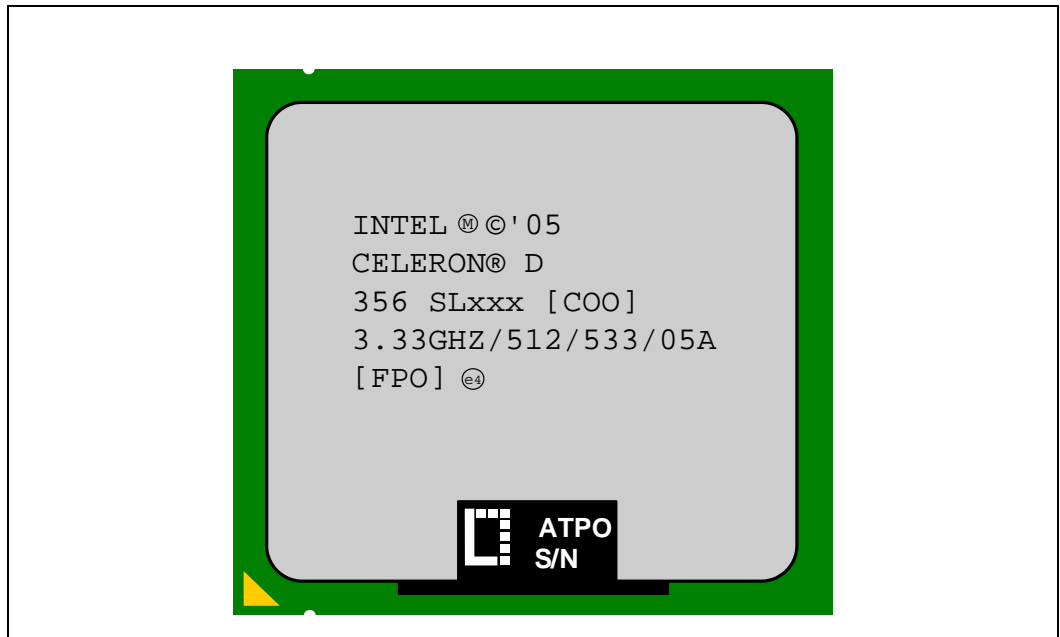 INTEL Ⓜ ©'05
CELERON® D
356 SLxxx [COO]
3.33GHZ/512/533/05A
[FPO] (e4)
ATPO
S/N